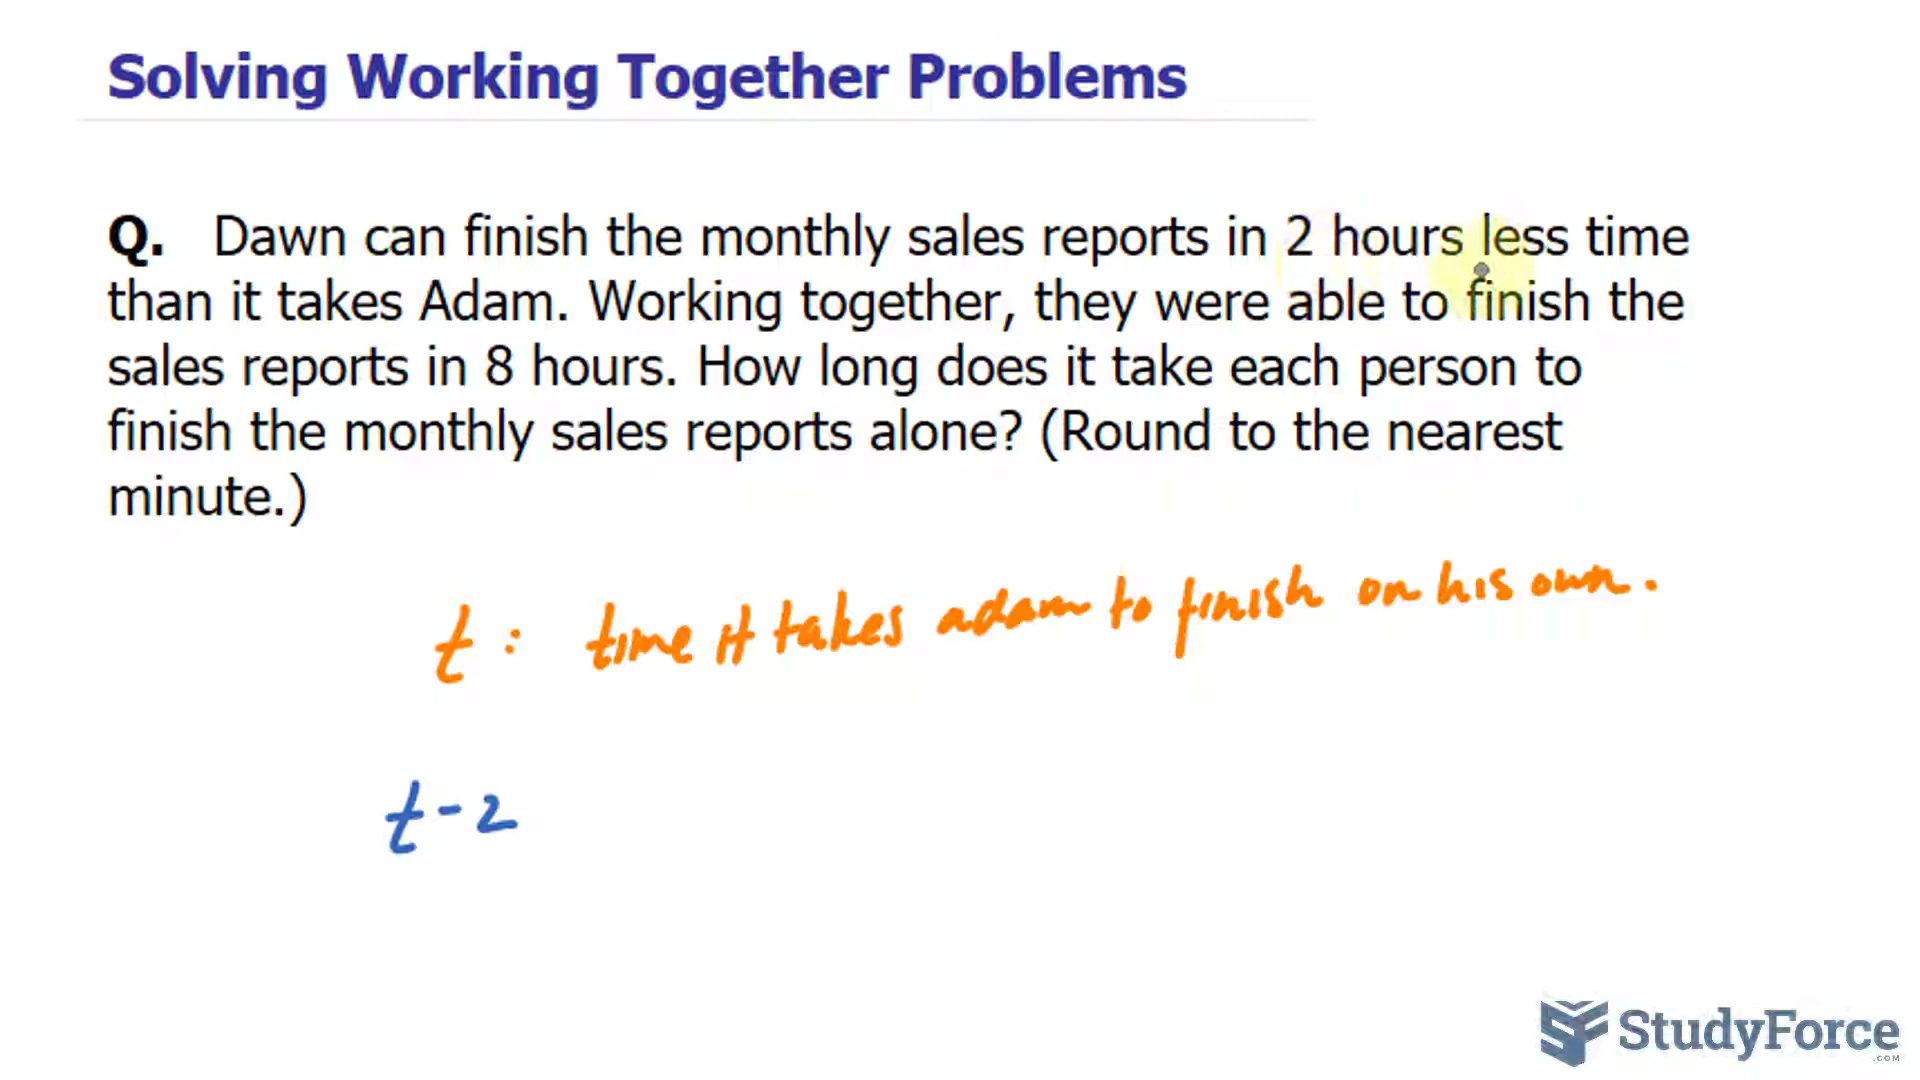 Solving Working Together Problems
Q. Dawn can finish the monthly sales reports in 2 hours less time
than it takes Adam. Working together, they were able to finish the
sales reports in 8 hours. How long does it take each person to
finish the monthly sales reports alone? (Round to the nearest
minute.)
t : time it takes adam to finish on his own.
t - 2
StudyForce
.COM